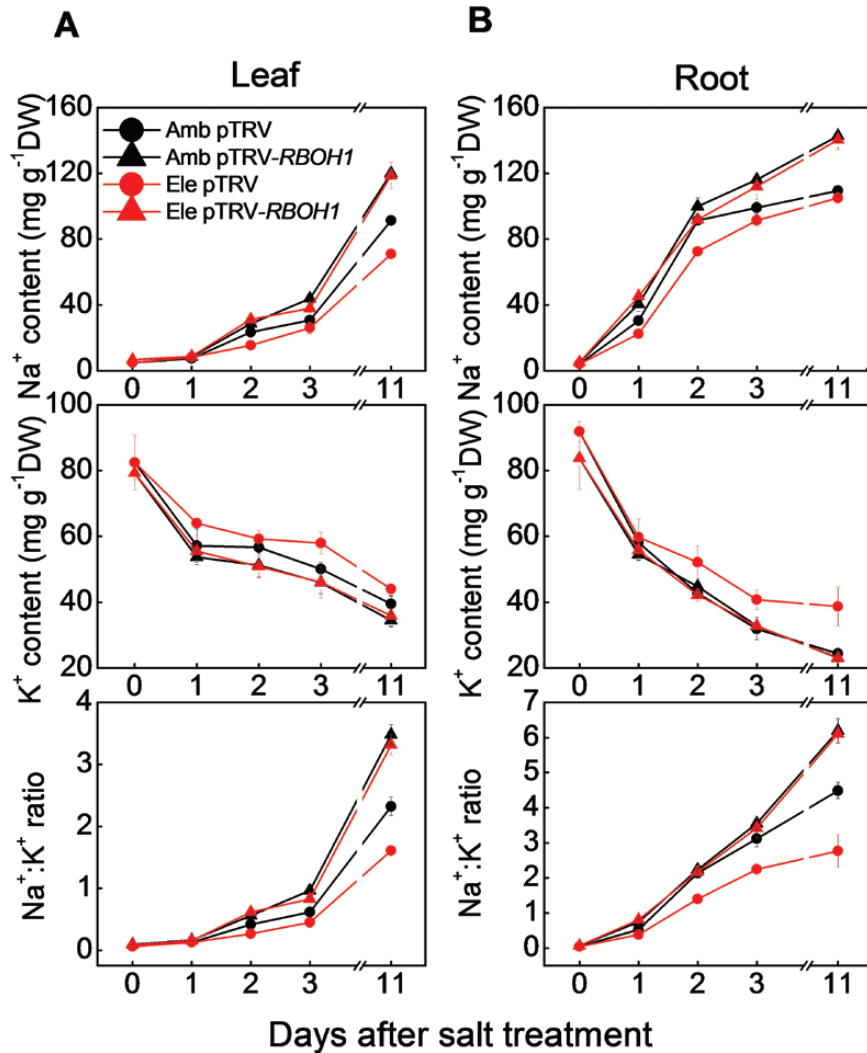 A
B
Leaf
Root
Na⁺ content (mg g⁻¹DW)
160
120
80
40
0
Amb pTRV
Amb pTRV-RBOH1
Ele pTRV
Ele pTRV-RBOH1
0 1 2 3 11
Na⁺ content (mg g⁻¹DW)
160
120
80
40
0
0 1 2 3 11
K⁺ content (mg g⁻¹DW)
100
80
60
40
20
0 1 2 3 11
K⁺ content (mg g⁻¹DW)
100
80
60
40
20
0 1 2 3 11
Na⁺:K⁺ ratio
4
3
2
1
0
0 1 2 3 11
Na⁺:K⁺ ratio
7
6
5
4
3
2
1
0
0 1 2 3 11
Days after salt treatment